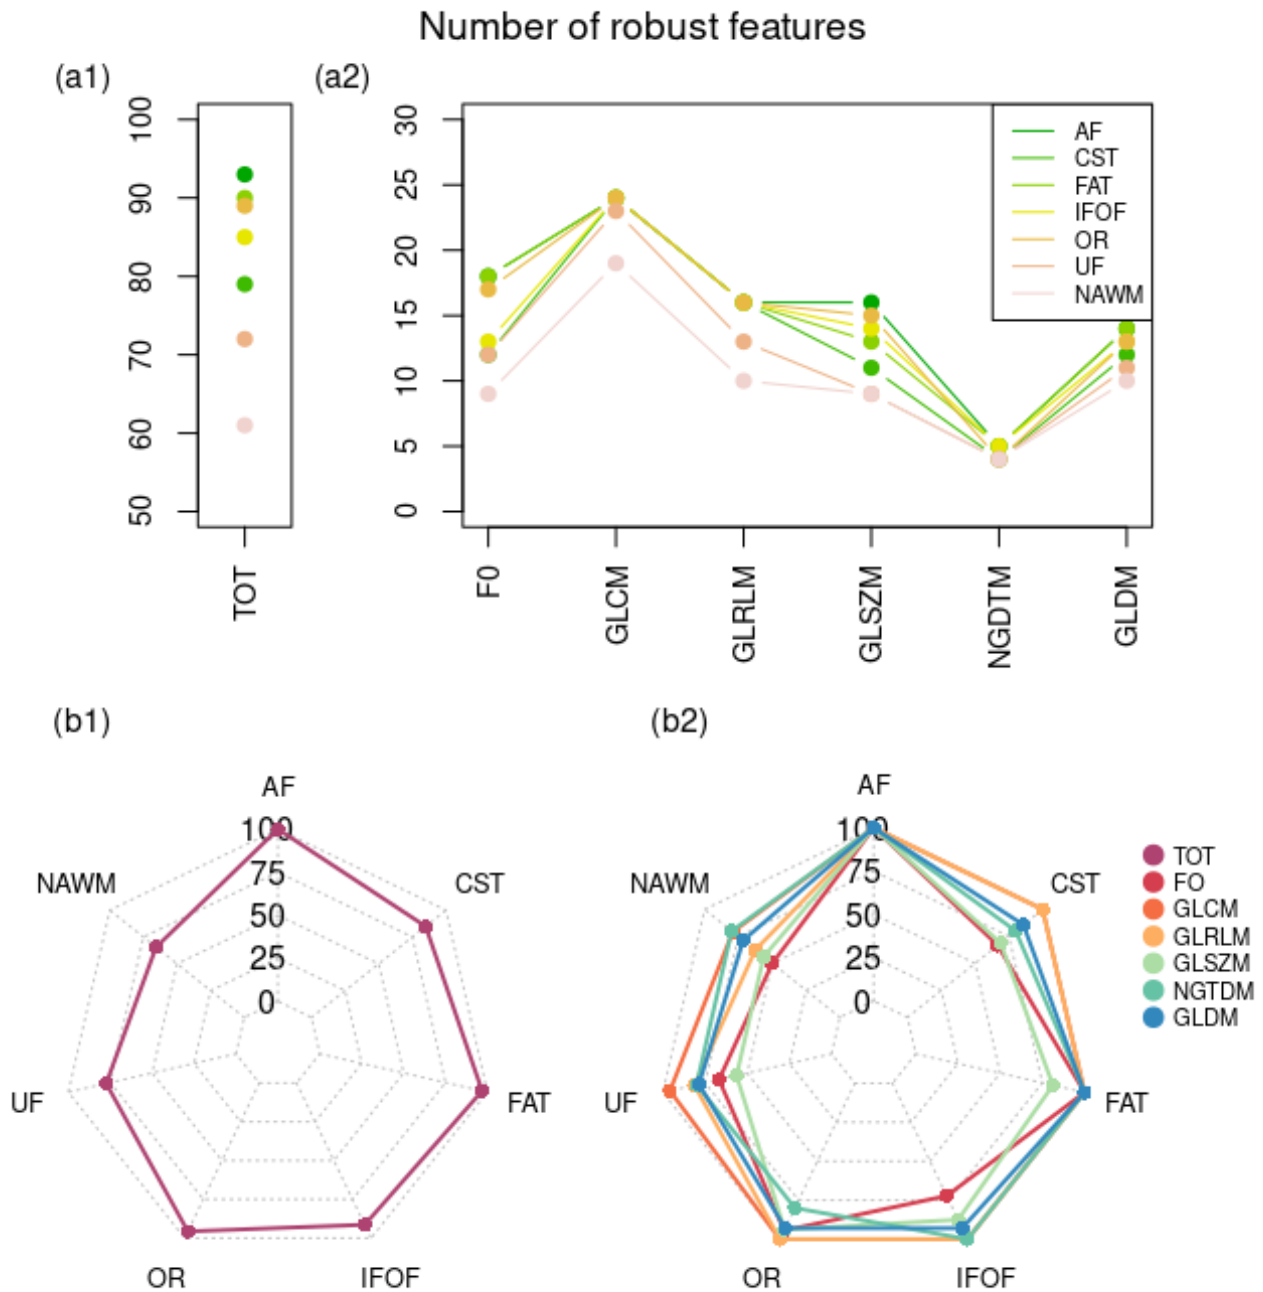 Number of robust features
(a1)
(a2)
100
90
80
70
60
50
TOT
30
25
20
15
10
5
0
AF
CST
FAT
IFOF
OR
UF
NAWM
F0
GLCM
GLRLM
GLSZM
NGDTM
GLDM
(b1)
AF
100
75
50
25
0
NAWM
CST
UF
FAT
OR
IFOF
(b2)
AF
100
75
50
25
0
NAWM
CST
UF
FAT
OR
IFOF
TOT
FO
GLCM
GLRLM
GLSZM
NGTDM
GLDM